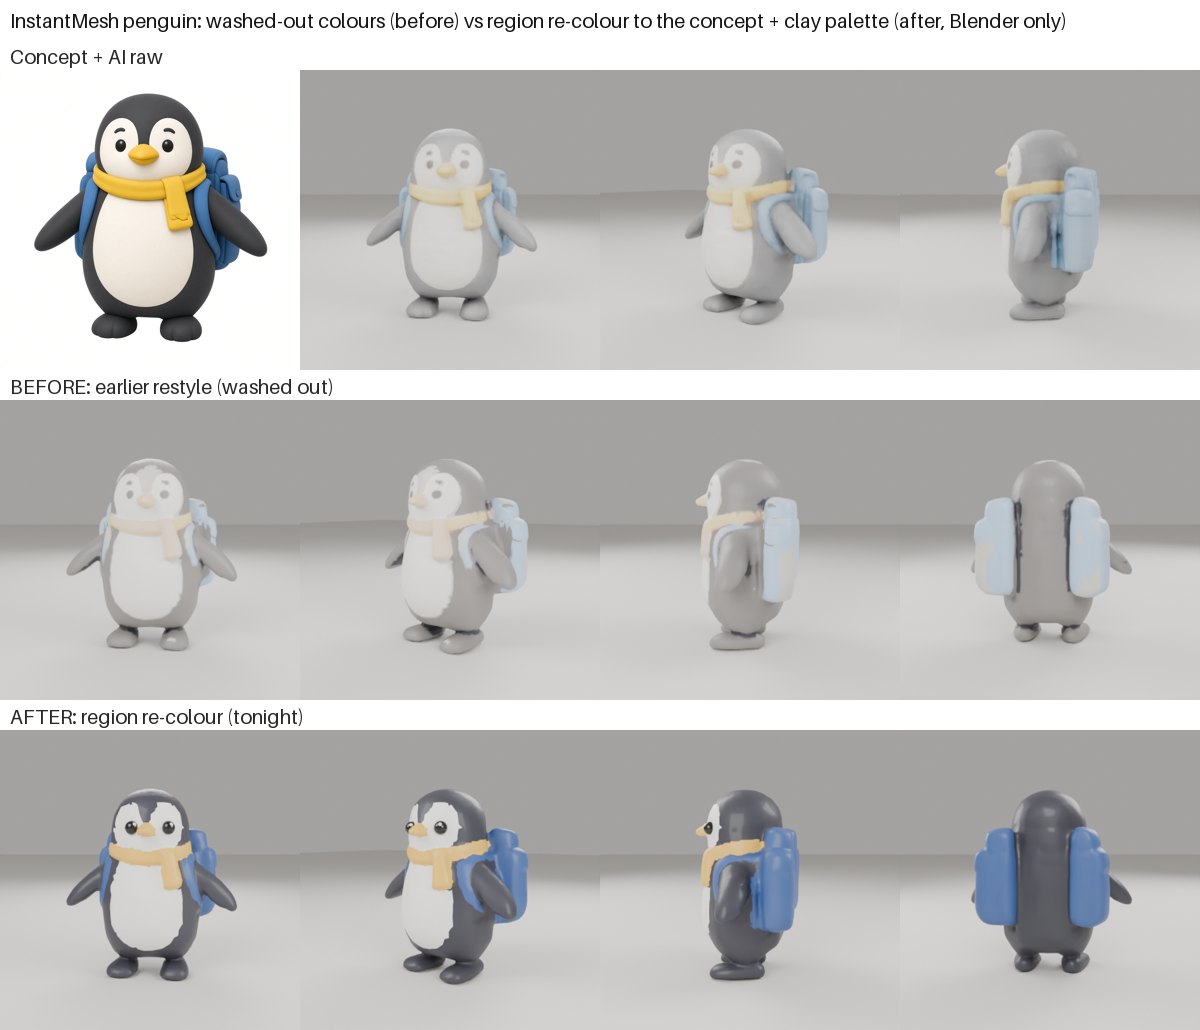 InstantMesh penguin: washed-out colours (before) vs region re-colour to the concept + clay palette (after, Blender only)
Concept + AI raw
BEFORE: earlier restyle (washed out)
AFTER: region re-colour (tonight)